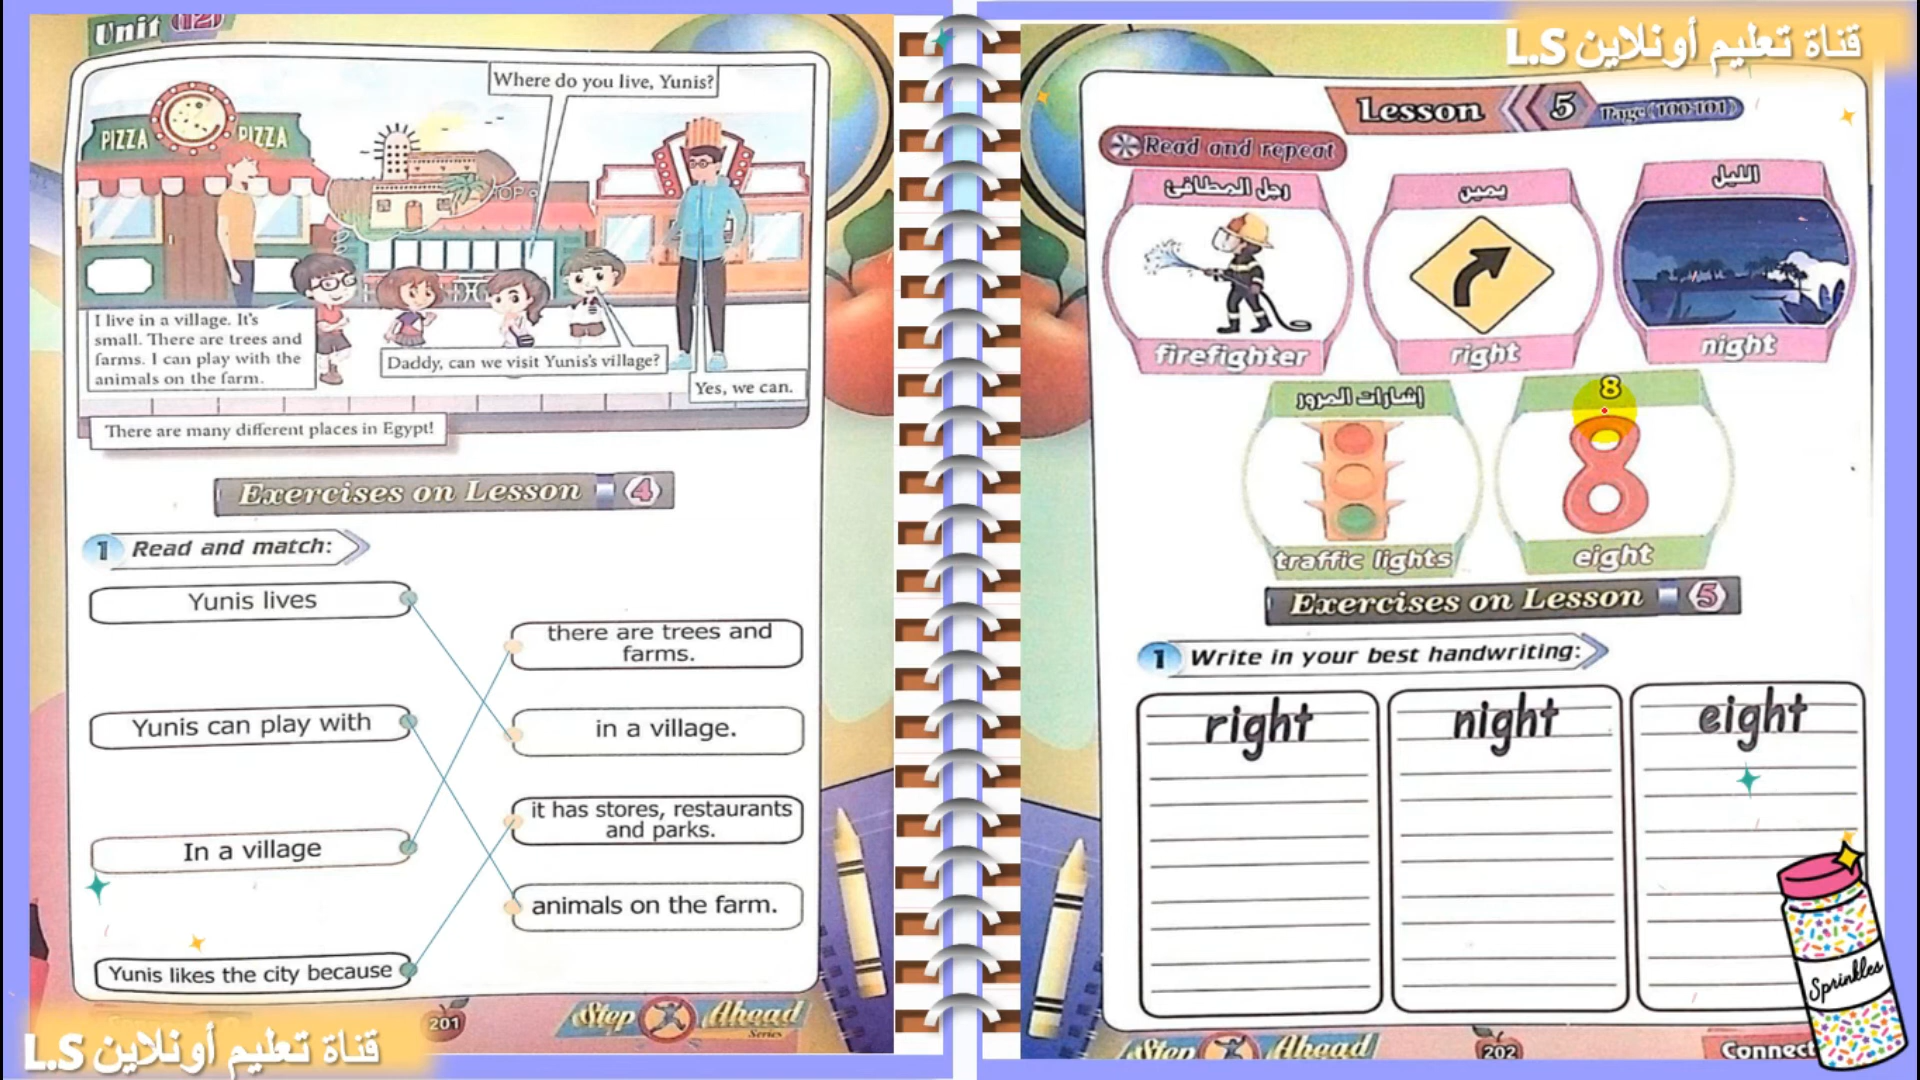 Unit (12)
Where do you live, Yunis?
PIZZA
PIZZA
I live in a village. It's
small. There are trees and
farms. I can play with the
animals on the farm.
Daddy, can we visit Yunis's village?
Yes, we can.
There are many different places in Egypt!
Exercises on Lesson 4
1 Read and match:
Yunis lives
Yunis can play with
In a village
Yunis likes the city because
there are trees and
farms.
in a village.
it has stores, restaurants
and parks.
animals on the farm.
201
Step Ahead
Series
قناة تعليم أونلاين L.S
قناة تعليم أونلاين L.S
Lesson 5 Page (100-101)
Read and repeat
رجل المطافئ
firefighter
يمين
right
الليل
night
إشارات المرور
traffic lights
8
8
eight
Exercises on Lesson 5
1 Write in your best handwriting:
right
night
eight
Sprinkles
Step Ahead
202
Connect